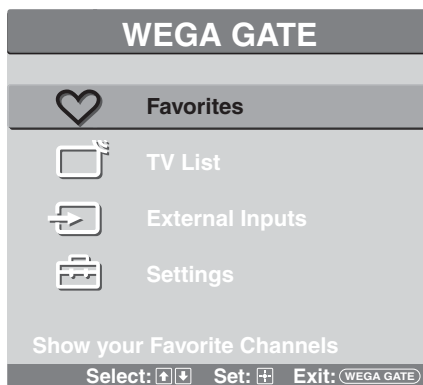 WEGA GATE
Favorites
TV List
External Inputs
Settings
Show your Favorite Channels
Select: Set: Exit: WEGA GATE